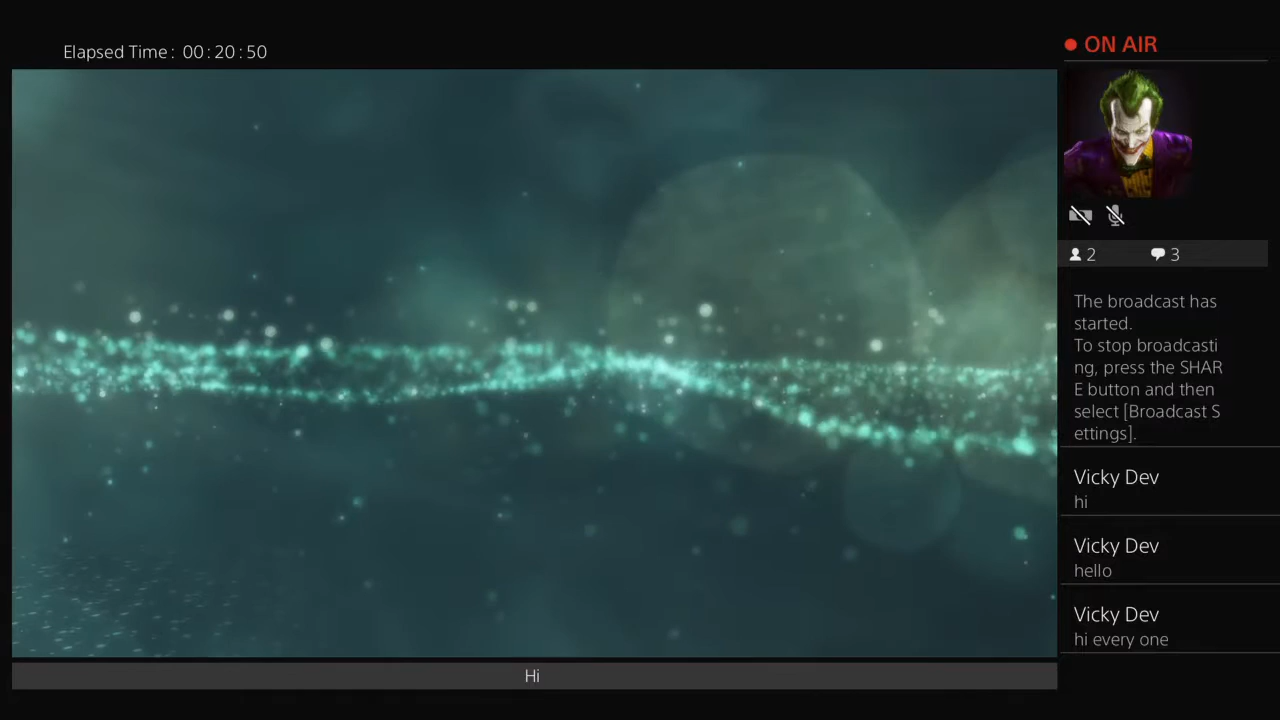 Elapsed Time: 00:20:50
ON AIR
2 3
The broadcast has
started.
To stop broadcasti
ng, press the SHAR
E button and then
select [Broadcast S
ettings].
Vicky Dev
hi
Vicky Dev
hello
Vicky Dev
hi every one
Hi